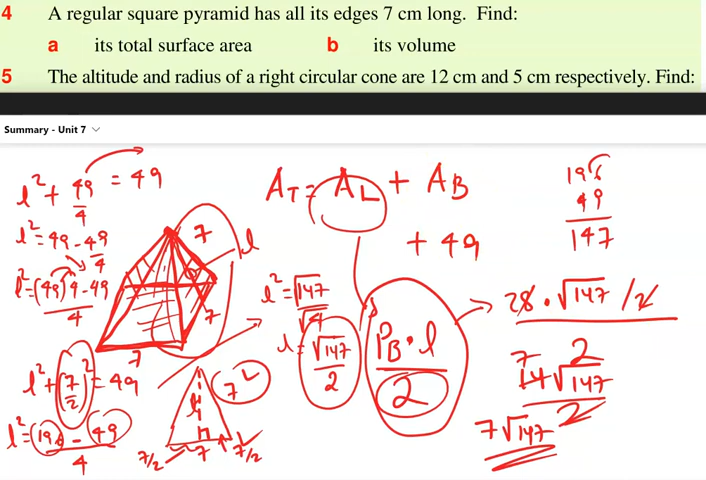 4 A regular square pyramid has all its edges 7 cm long. Find:
a its total surface area b its volume
5 The altitude and radius of a right circular cone are 12 cm and 5 cm respectively. Find:
Summary - Unit 7
l² + 49/4 = 49
l² = 49 - 49/4
l² = (49)4 - 49 / 4
l² + (7/2)² = 49
l² = 196 - 49 / 4
7
l
7
7
7²
7/2
7
7/2
A_T = A_L + A_B
+ 49
l² = √147 / √4
l = √147 / 2
P_B · l / 2
196
49
147
28 · √147 / 2
7 2
14√147
2
7√147